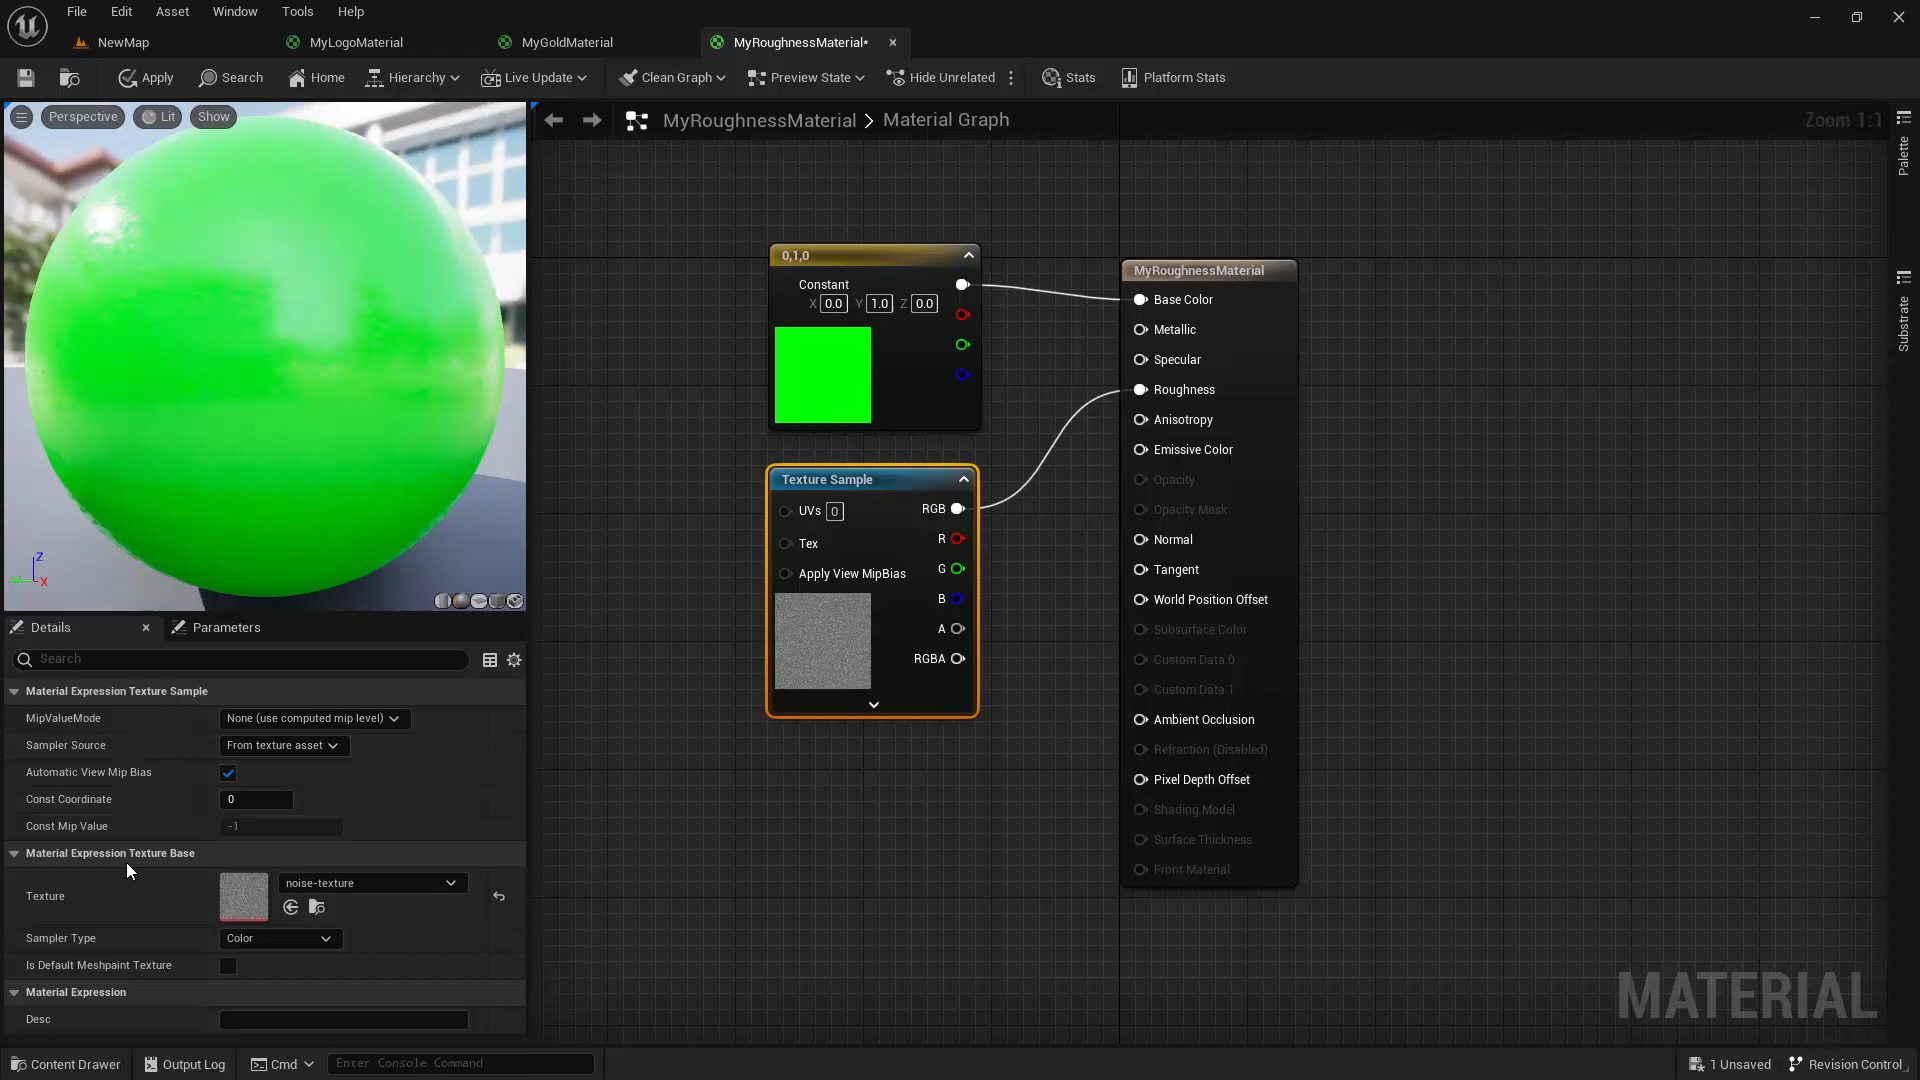 File Edit Asset Window Tools Help
NewMap MyLogoMaterial MyGoldMaterial MyRoughnessMaterial*
Apply Search Home Hierarchy Live Update Clean Graph Preview State Hide Unrelated Stats Platform Stats
Perspective Lit Show
MyRoughnessMaterial > Material Graph
Zoom 1:1
Palette
Substrate
0,1,0
Constant
X 0.0 Y 1.0 Z 0.0
Texture Sample
UVs 0 RGB
R
Tex
G
Apply View MipBias
B
A
RGBA
MyRoughnessMaterial
Base Color
Metallic
Specular
Roughness
Anisotropy
Emissive Color
Opacity
Opacity Mask
Normal
Tangent
World Position Offset
Subsurface Color
Custom Data 0
Custom Data 1
Ambient Occlusion
Refraction (Disabled)
Pixel Depth Offset
Shading Model
Surface Thickness
Front Material
Z
X
Details Parameters
Search
Material Expression Texture Sample
MipValueMode None (use computed mip level)
Sampler Source From texture asset
Automatic View Mip Bias
Const Coordinate 0
Const Mip Value -1
Material Expression Texture Base
Texture noise-texture
Sampler Type Color
Is Default Meshpaint Texture
Material Expression
Desc
MATERIAL
Content Drawer Output Log Cmd Enter Console Command 1 Unsaved Revision Control